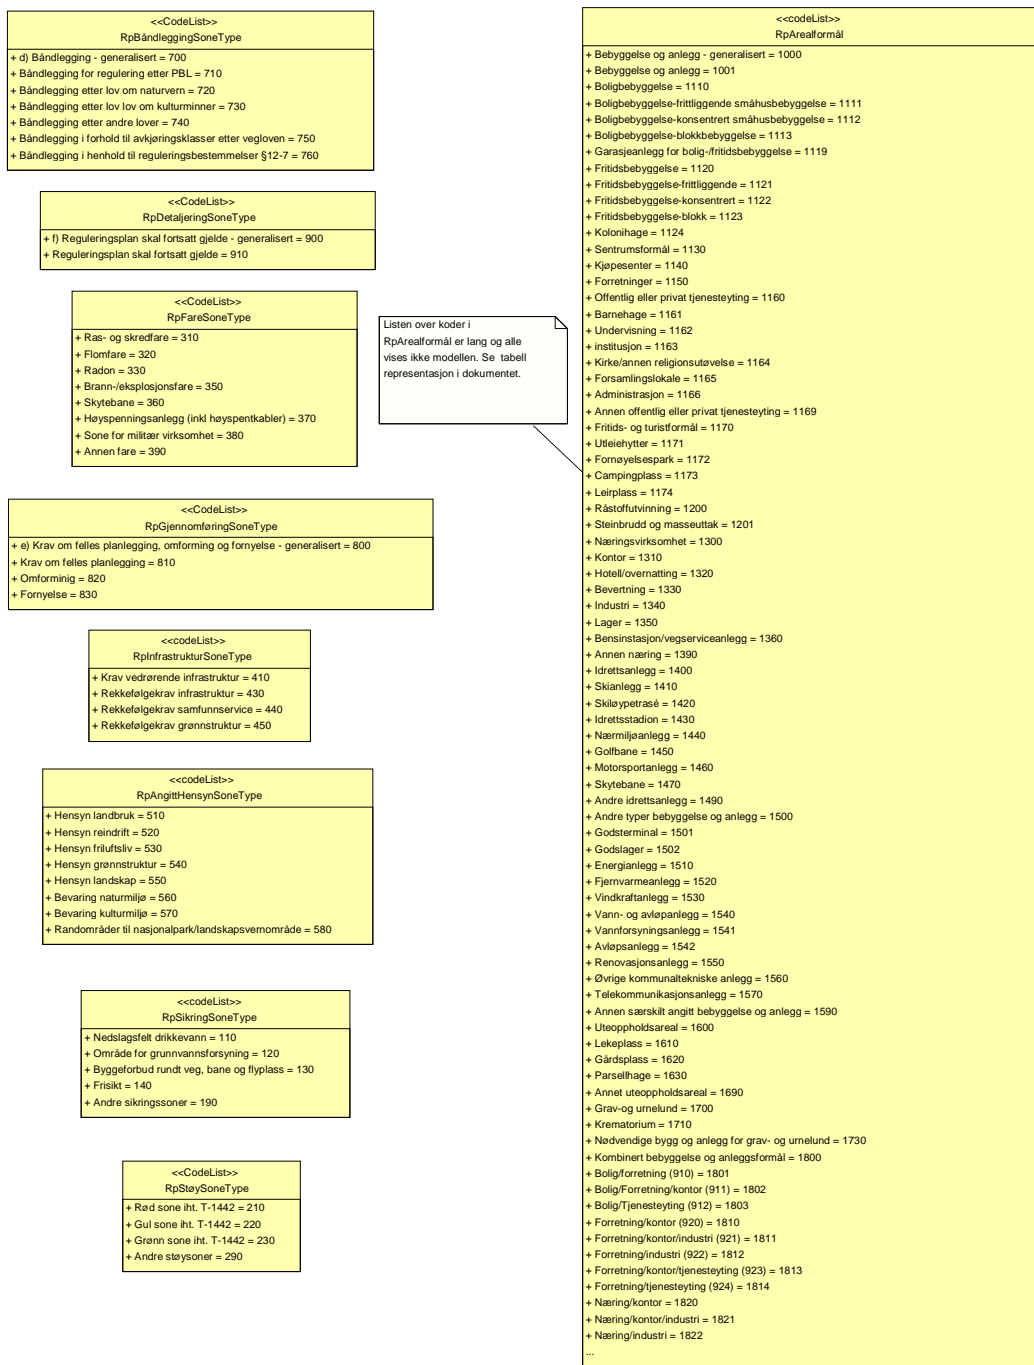 <<CodeList>>
RpBåndleggingSoneType
+ d) Båndlegging - generalisert = 700
+ Båndlegging for regulering etter PBL = 710
+ Båndlegging etter lov om naturvern = 720
+ Båndlegging etter lov lov om kulturminner = 730
+ Båndlegging etter andre lover = 740
+ Båndlegging i forhold til avkjøringsklasser etter vegloven = 750
+ Båndlegging i henhold til reguleringsbestemmelser §12-7 = 760
<<CodeList>>
RpDetaljeringSoneType
+ f) Reguleringsplan skal fortsatt gjelde - generalisert = 900
+ Reguleringsplan skal fortsatt gjelde = 910
<<CodeList>>
RpFareSoneType
+ Ras- og skredfare = 310
+ Flomfare = 320
+ Radon = 330
+ Brann-/eksplosjonsfare = 350
+ Skytebane = 360
+ Høyspenningsanlegg (inkl høyspentkabler) = 370
+ Sone for militær virksomhet = 380
+ Annen fare = 390
<<CodeList>>
RpGjennomføringSoneType
+ e) Krav om felles planlegging, omforming og fornyelse - generalisert = 800
+ Krav om felles planlegging = 810
+ Omforminig = 820
+ Fornyelse = 830
<<codeList>>
RpInfrastrukturSoneType
+ Krav vedrørende infrastruktur = 410
+ Rekkefølgekrav infrastruktur = 430
+ Rekkefølgekrav samfunnservice = 440
+ Rekkefølgekrav grønnstruktur = 450
<<codeList>>
RpAngittHensynSoneType
+ Hensyn landbruk = 510
+ Hensyn reindrift = 520
+ Hensyn friluftsliv = 530
+ Hensyn grønnstruktur = 540
+ Hensyn landskap = 550
+ Bevaring naturmiljø = 560
+ Bevaring kulturmiljø = 570
+ Randområder til nasjonalpark/landskapsvernområde = 580
<<codeList>>
RpSikringSoneType
+ Nedslagsfelt drikkevann = 110
+ Område for grunnvannsforsyning = 120
+ Byggeforbud rundt veg, bane og flyplass = 130
+ Frisikt = 140
+ Andre sikringssoner = 190
<<CodeList>>
RpStøySoneType
+ Rød sone iht. T-1442 = 210
+ Gul sone iht. T-1442 = 220
+ Grønn sone iht. T-1442 = 230
+ Andre støysoner = 290
Listen over koder i
RpArealformål er lang og alle
vises ikke modellen. Se  tabell
representasjon i dokumentet.
<<codeList>>
RpArealformål
+ Bebyggelse og anlegg - generalisert = 1000
+ Bebyggelse og anlegg = 1001
+ Boligbebyggelse = 1110
+ Boligbebyggelse-frittliggende småhusbebyggelse = 1111
+ Boligbebyggelse-konsentrert småhusbebyggelse = 1112
+ Boligbebyggelse-blokkbebyggelse = 1113
+ Garasjeanlegg for bolig-/fritidsbebyggelse = 1119
+ Fritidsbebyggelse = 1120
+ Fritidsbebyggelse-frittliggende = 1121
+ Fritidsbebyggelse-konsentrert = 1122
+ Fritidsbebyggelse-blokk = 1123
+ Kolonihage = 1124
+ Sentrumsformål = 1130
+ Kjøpesenter = 1140
+ Forretninger = 1150
+ Offentlig eller privat tjenesteyting = 1160
+ Barnehage = 1161
+ Undervisning = 1162
+ institusjon = 1163
+ Kirke/annen religionsutøvelse = 1164
+ Forsamlingslokale = 1165
+ Administrasjon = 1166
+ Annen offentlig eller privat tjenesteyting = 1169
+ Fritids- og turistformål = 1170
+ Utleiehytter = 1171
+ Fornøyelsespark = 1172
+ Campingplass = 1173
+ Leirplass = 1174
+ Råstoffutvinning = 1200
+ Steinbrudd og masseuttak = 1201
+ Næringsvirksomhet = 1300
+ Kontor = 1310
+ Hotell/overnatting = 1320
+ Bevertning = 1330
+ Industri = 1340
+ Lager = 1350
+ Bensinstasjon/vegserviceanlegg = 1360
+ Annen næring = 1390
+ Idrettsanlegg = 1400
+ Skianlegg = 1410
+ Skiløypetrasé = 1420
+ Idrettsstadion = 1430
+ Nærmiljøanlegg = 1440
+ Golfbane = 1450
+ Motorsportanlegg = 1460
+ Skytebane = 1470
+ Andre idrettsanlegg = 1490
+ Andre typer bebyggelse og anlegg = 1500
+ Godsterminal = 1501
+ Godslager = 1502
+ Energianlegg = 1510
+ Fjernvarmeanlegg = 1520
+ Vindkraftanlegg = 1530
+ Vann- og avløpanlegg = 1540
+ Vannforsyningsanlegg = 1541
+ Avløpsanlegg = 1542
+ Renovasjonsanlegg = 1550
+ Øvrige kommunaltekniske anlegg = 1560
+ Telekommunikasjonsanlegg = 1570
+ Annen særskilt angitt bebyggelse og anlegg = 1590
+ Uteoppholdsareal = 1600
+ Lekeplass = 1610
+ Gårdsplass = 1620
+ Parsellhage = 1630
+ Annet uteoppholdsareal = 1690
+ Grav-og urnelund = 1700
+ Krematorium = 1710
+ Nødvendige bygg og anlegg for grav- og urnelund = 1730
+ Kombinert bebyggelse og anleggsformål = 1800
+ Bolig/forretning (910) = 1801
+ Bolig/Forretning/kontor (911) = 1802
+ Bolig/Tjenesteyting (912) = 1803
+ Forretning/kontor (920) = 1810
+ Forretning/kontor/industri (921) = 1811
+ Forretning/industri (922) = 1812
+ Forretning/kontor/tjenesteyting (923) = 1813
+ Forretning/tjenesteyting (924) = 1814
+ Næring/kontor = 1820
+ Næring/kontor/industri = 1821
+ Næring/industri = 1822
...